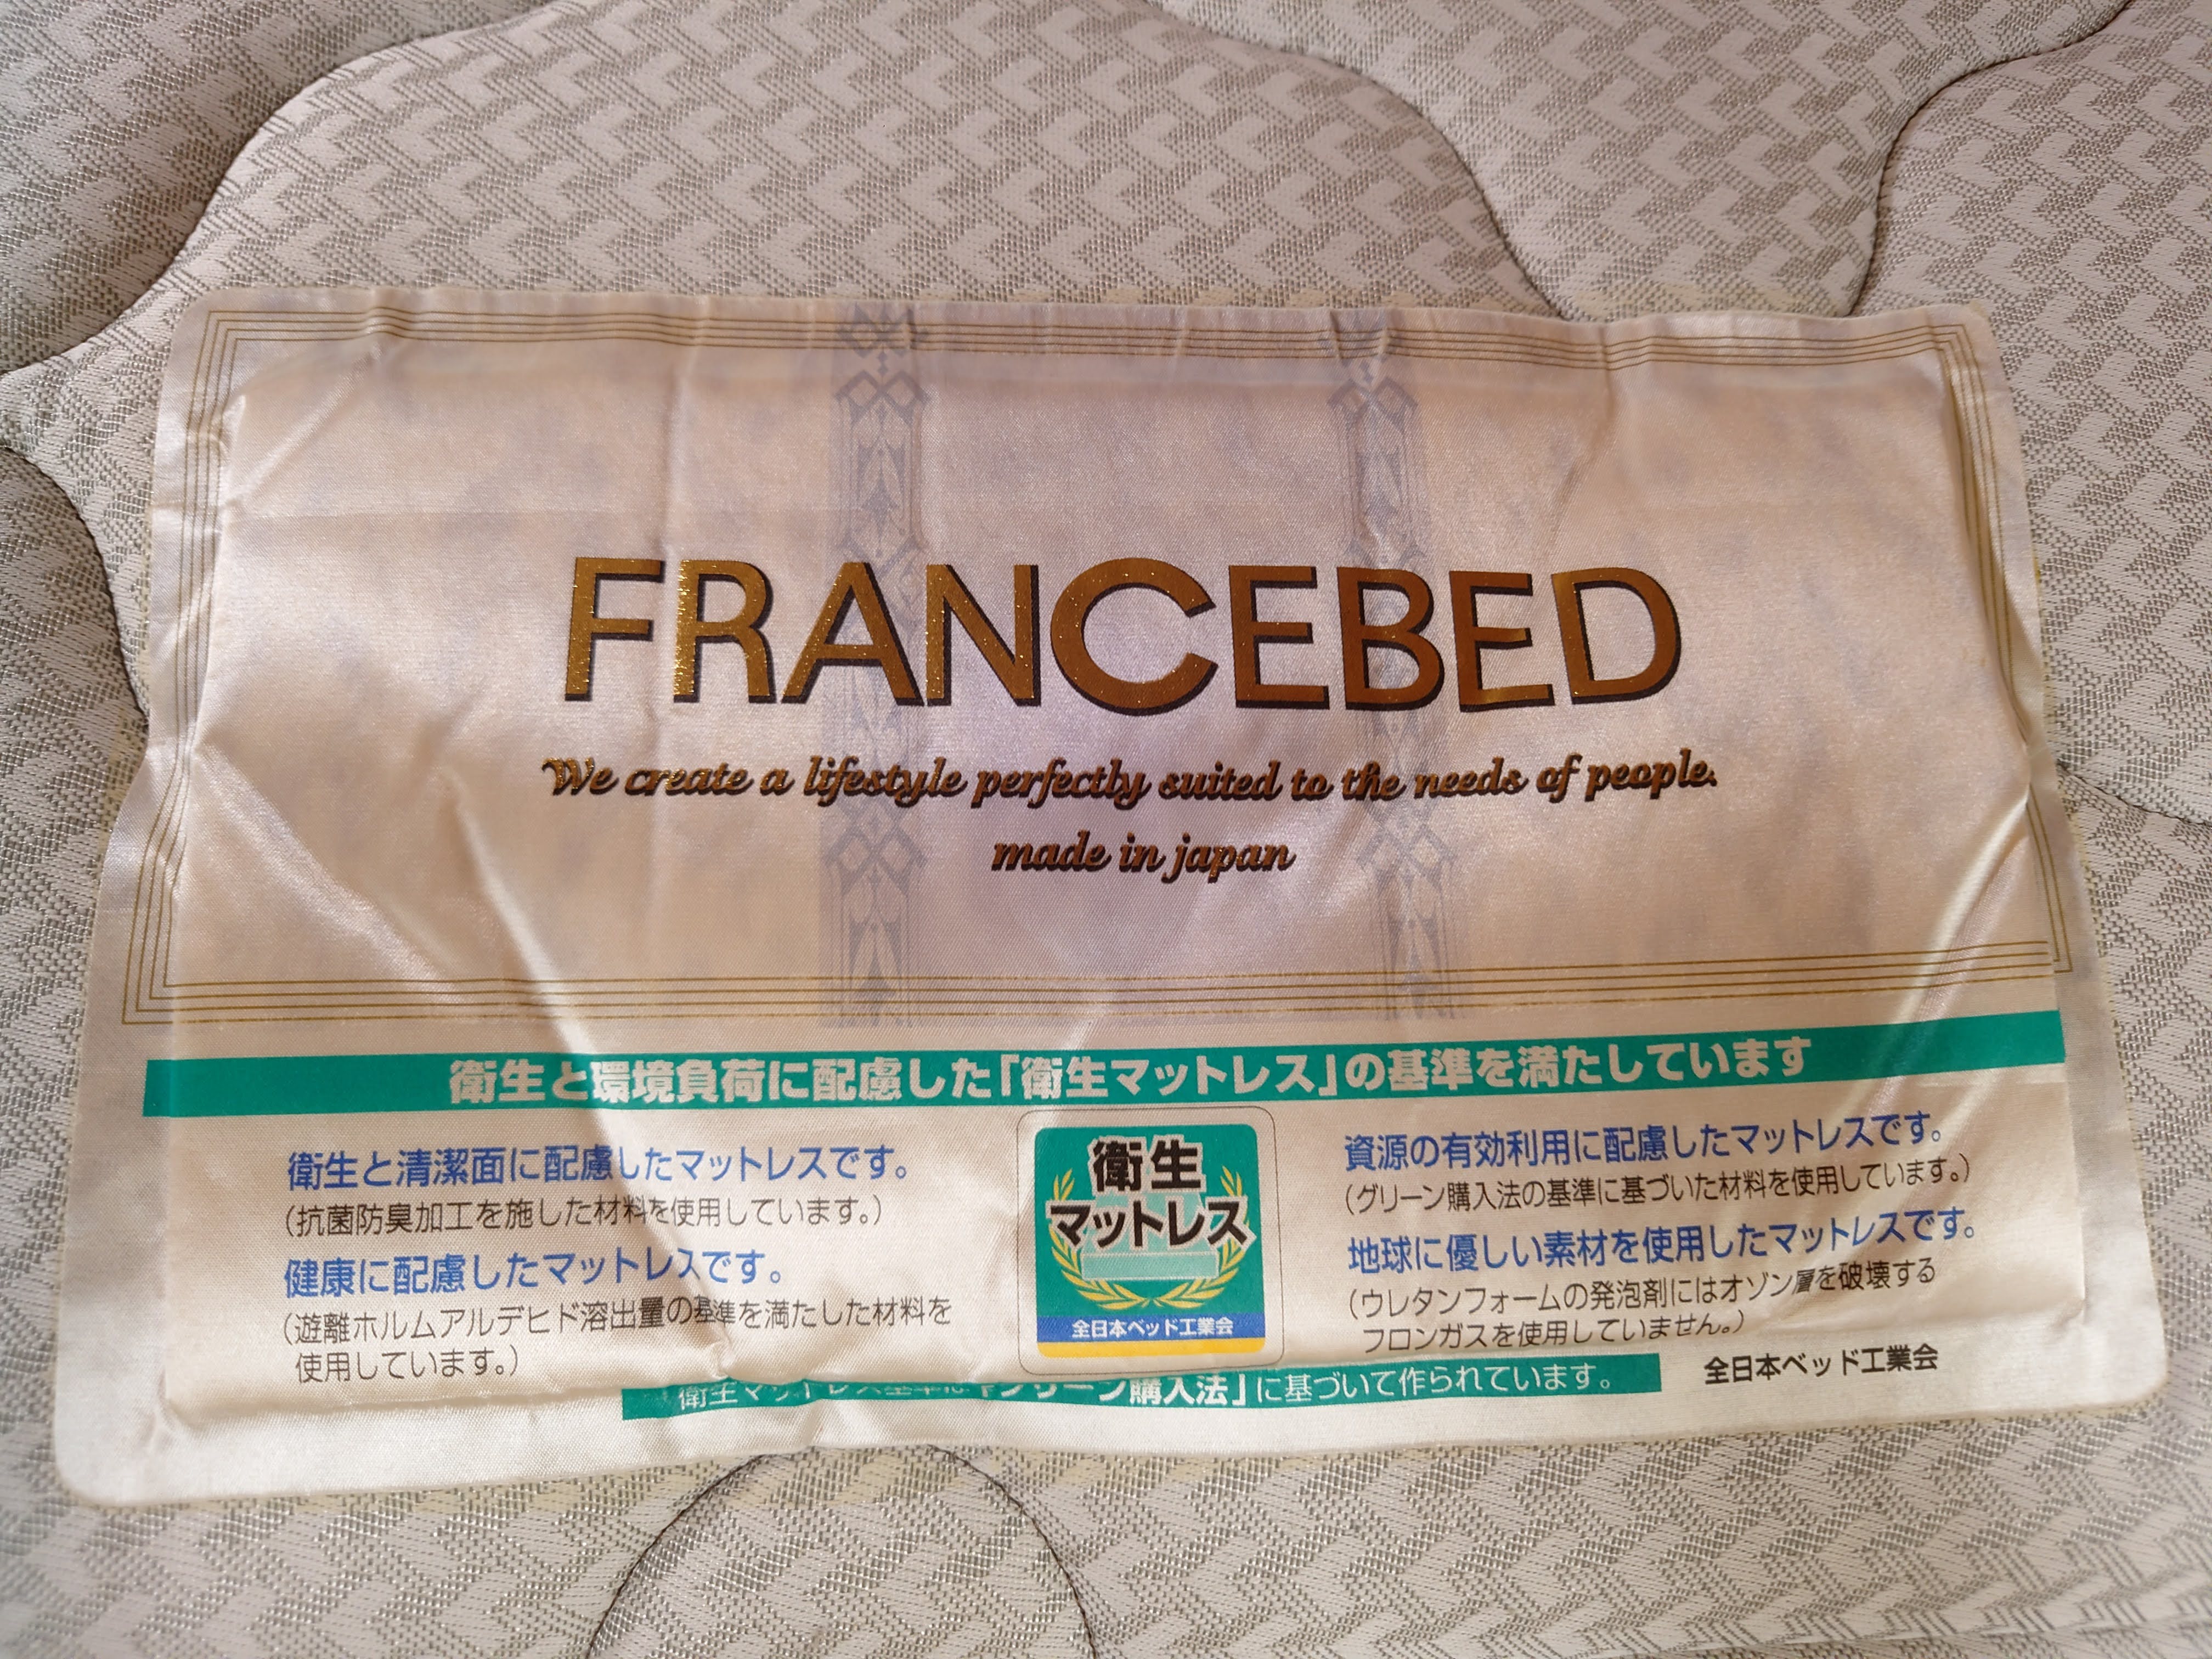 FRANCEBED
We create a lifestyle perfectly suited to the needs of people.
made in japan
衛生と環境負荷に配慮した「衛生マットレス」の基準を満たしています
衛生と清潔面に配慮したマットレスです。
(抗菌防臭加工を施した材料を使用しています。)
健康に配慮したマットレスです。
(遊離ホルムアルデヒド溶出量の基準を満たした材料を
使用しています。)
衛生
マットレス
全日本ベッド工業会
資源の有効利用に配慮したマットレスです。
(グリーン購入法の基準に基づいた材料を使用しています。)
地球に優しい素材を使用したマットレスです。
(ウレタンフォームの発泡剤にはオゾン層を破壊する
フロンガスを使用していません。)
衛生マットレス基準は「グリーン購入法」に基づいて作られています。
全日本ベッド工業会